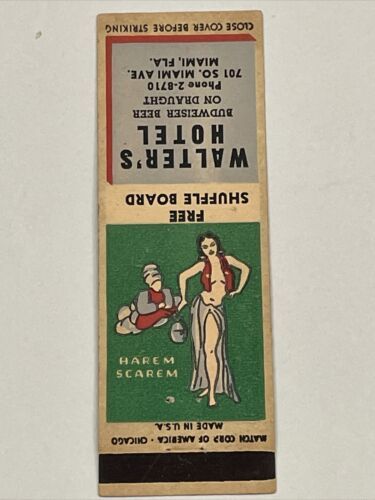 CLOSE COVER BEFORE STRIKING
WALTER'S
HOTEL
BUDWEISER BEER
ON DRAUGHT
Phone 2-8710
701 SO. MIAMI AVE.
MIAMI, FLA.
FREE
SHUFFLE BOARD
HAREM
SCAREM
MATCH CORP OF AMERICA · CHICAGO
MADE IN U.S.A.